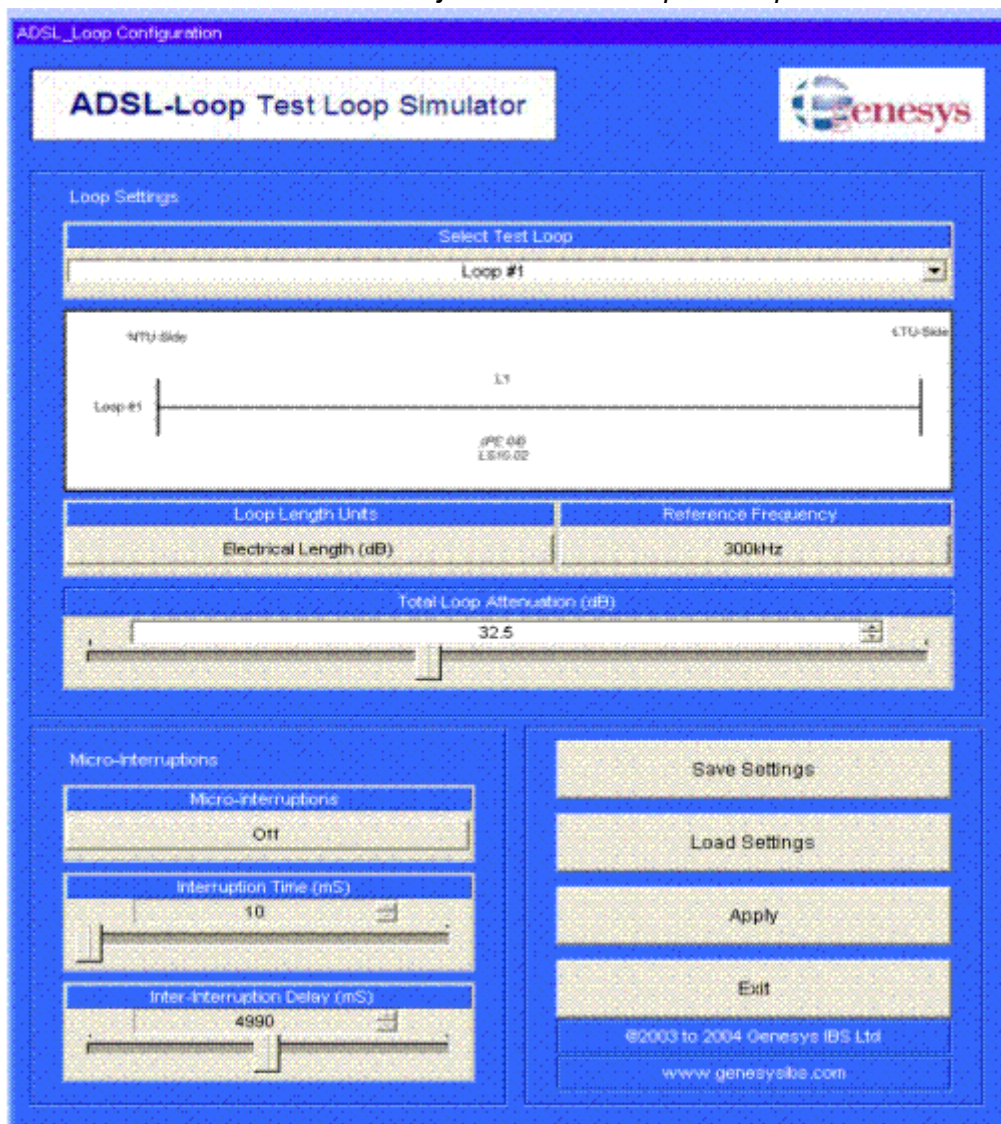 ADSL_Loop Configuration
ADSL-Loop Test Loop Simulator
Genesys
Loop Settings
Select Test Loop
Loop #1
NTU-Side
LTU-Side
L1
Loop #1
Loop Length Units
Reference Frequency
Electrical Length (dB)
300kHz
Total Loop Attenuation (dB)
32.5
Micro-Interruptions
Micro-Interruptions
Off
Interruption Time (mS)
10
Inter-Interruption Delay (mS)
4990
Save Settings
Load Settings
Apply
Exit
©2003 to 2004 Genesys IBS Ltd
www.genesysibs.com